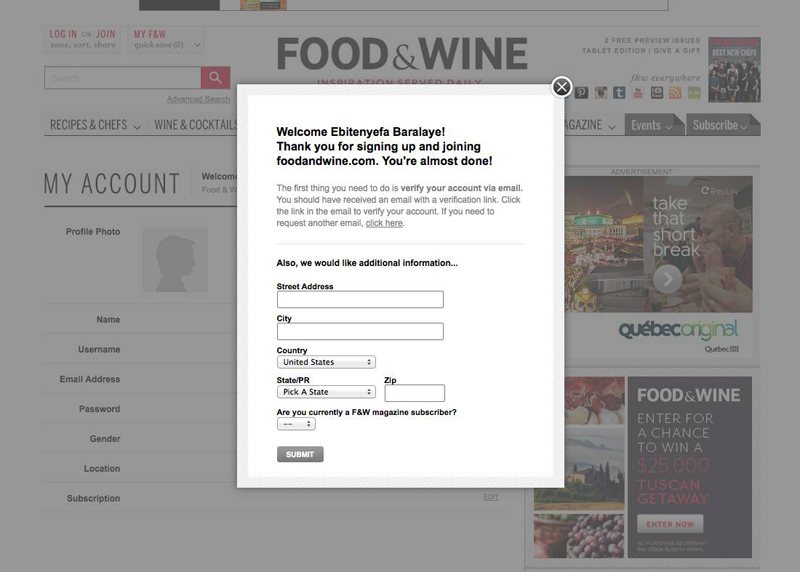 LOG IN OR JOIN
save, sort, share
MY F&W
quick save (0)
FOOD&WINE
INSPIRATION SERVED DAILY
2 FREE PREVIEW ISSUES
TABLET EDITION | GIVE A GIFT
f&w everywhere
BEST NEW CHEFS
Search
Advanced Search
RECIPES & CHEFS
WINE & COCKTAILS
AGAZINE
Events
Subscribe
MY ACCOUNT
Welcome
Food & W
Profile Photo
Name
Username
Email Address
Password
Gender
Location
Subscription
EDIT
Welcome Ebitenyefa Baralaye!
Thank you for signing up and joining
foodandwine.com. You're almost done!
The first thing you need to do is verify your account via email.
You should have received an email with a verification link. Click
the link in the email to verify your account. If you need to
request another email, click here.
Also, we would like additional information...
Street Address
City
Country
United States
State/PR
Zip
Pick A State
Are you currently a F&W magazine subscriber?
--
SUBMIT
ADVERTISEMENT
Replay
take
that
short
break
québecoriginal
Québec
FOOD&WINE
ENTER FOR
A CHANCE
TO WIN A
$25,000
TUSCAN
GETAWAY
ENTER NOW
NO PURCHASE NECESSARY.